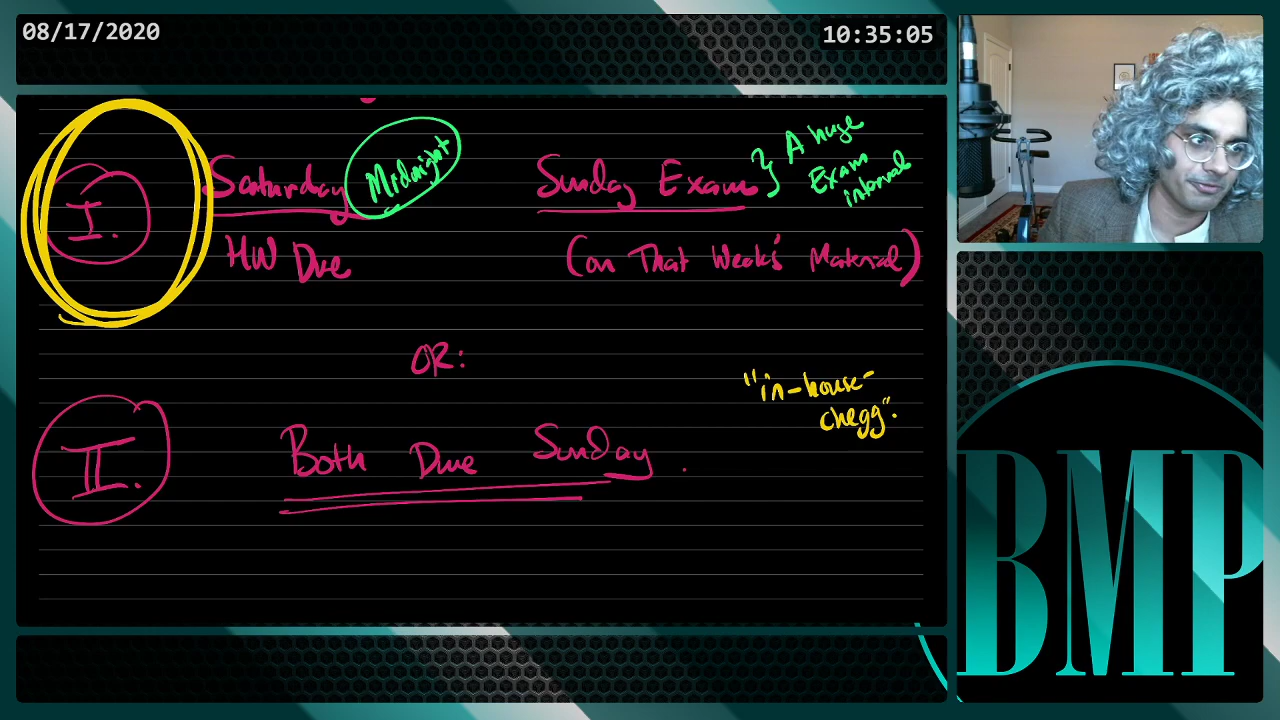 08/17/2020
10:35:05
I. Saturday Midnight Sunday Exam } A huge
Exam
interval
HW Due (on That Week's Material)
OR:
"in-house-
chegg".
II. Both Due Sunday.
BMP